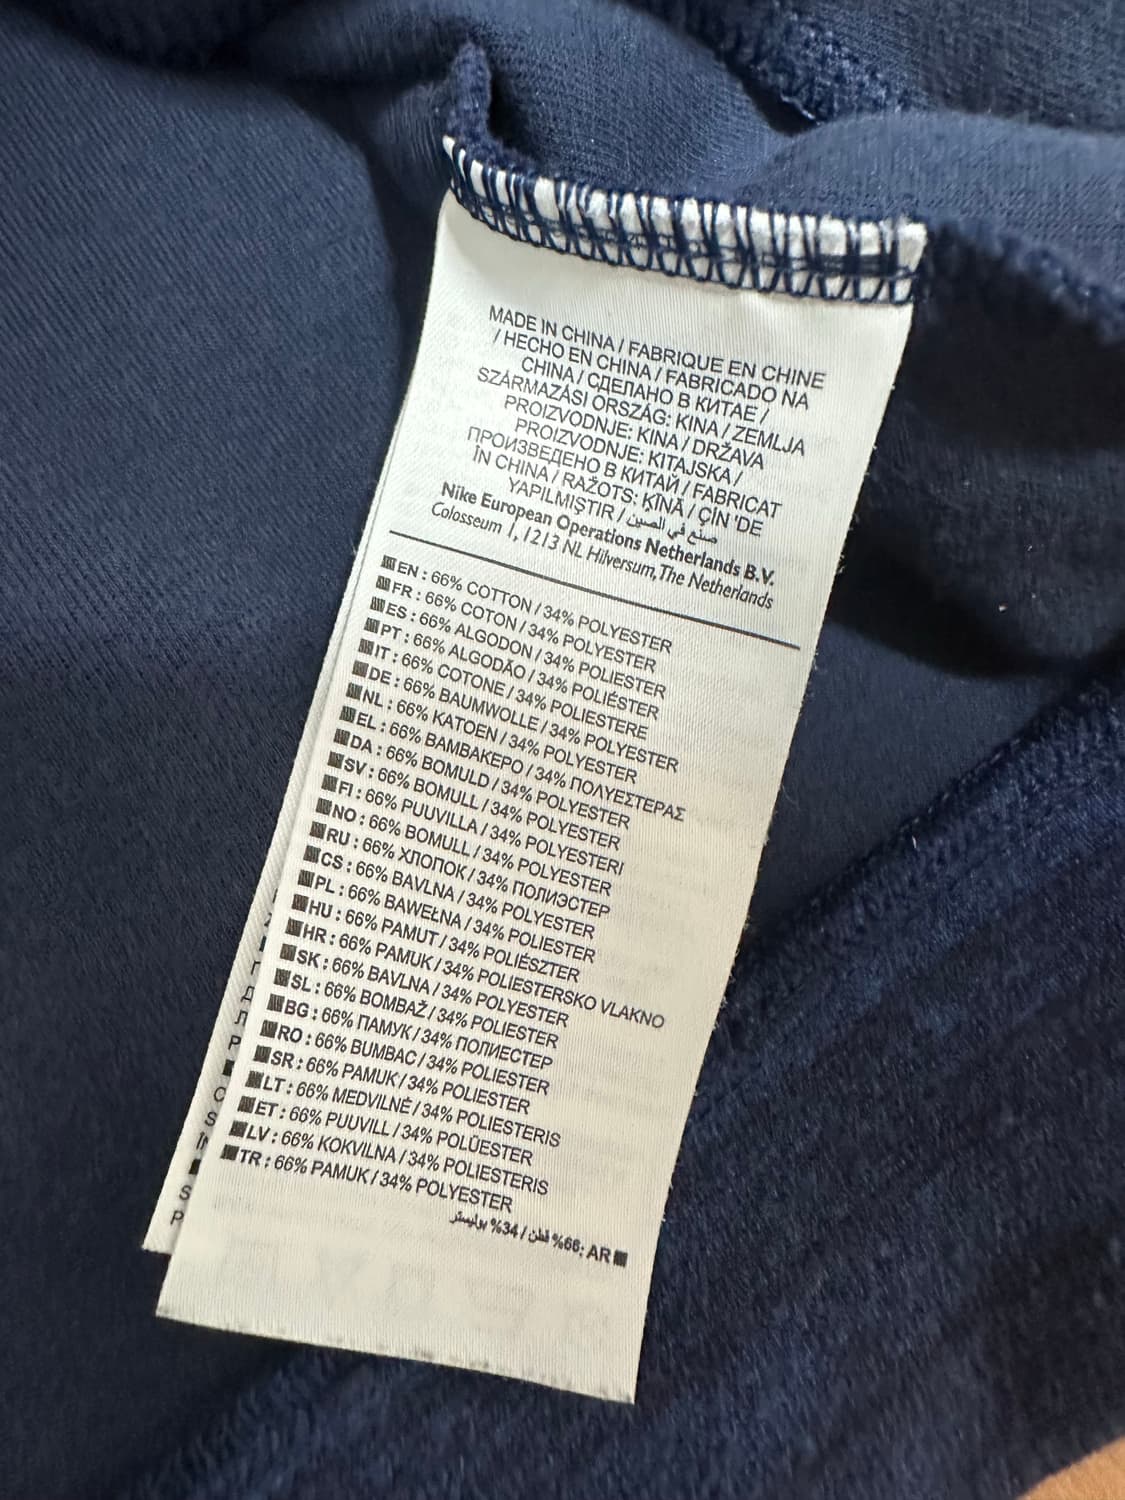 MADE IN CHINA / FABRIQUE EN CHINE
/ HECHO EN CHINA / FABRICADO NA
CHINA / СДЕЛАНО В КИТАЕ /
SZÁRMAZÁSI ORSZÁG: KINA / ZEMLJA
PROIZVODNJE: KINA / DRŽAVA
PROIZVODNJE: KITAJSKA /
ПРОИЗВЕДЕНО В КИТАЙ / FABRICAT
ÎN CHINA / RAŽOTS: ĶĪNĀ / ÇİN 'DE
YAPILMIŞTIR / صنع في الصين
Nike European Operations Netherlands B.V.
Colosseum 1, 1213 NL Hilversum, The Netherlands
EN : 66% COTTON / 34% POLYESTER
FR : 66% COTON / 34% POLYESTER
ES : 66% ALGODON / 34% POLIESTER
PT : 66% ALGODÃO / 34% POLIÉSTER
IT : 66% COTONE / 34% POLIESTERE
DE : 66% BAUMWOLLE / 34% POLYESTER
NL : 66% KATOEN / 34% POLYESTER
EL : 66% ΒΑΜΒΑΚΕΡΟ / 34% ΠΟΛΥΕΣΤΕΡΑΣ
DA : 66% BOMULD / 34% POLYESTER
SV : 66% BOMULL / 34% POLYESTER
FI : 66% PUUVILLA / 34% POLYESTERI
NO : 66% BOMULL / 34% POLYESTER
RU : 66% ХЛОПОК / 34% ПОЛИЭСТЕР
CS : 66% BAVLNA / 34% POLYESTER
PL : 66% BAWEŁNA / 34% POLIESTER
HU : 66% PAMUT / 34% POLIÉSZTER
HR : 66% PAMUK / 34% POLIESTERSKO VLAKNO
SK : 66% BAVLNA / 34% POLYESTER
SL : 66% BOMBAŽ / 34% POLIESTER
BG : 66% ПАМУК / 34% ПОЛИЕСТЕР
RO : 66% BUMBAC / 34% POLIESTER
SR : 66% PAMUK / 34% POLIESTER
LT : 66% MEDVILNĖ / 34% POLIESTERIS
ET : 66% PUUVILL / 34% POLÜESTER
LV : 66% KOKVILNA / 34% POLIESTERIS
TR : 66% PAMUK / 34% POLYESTER
AR :66% قطن / 34% بوليستر